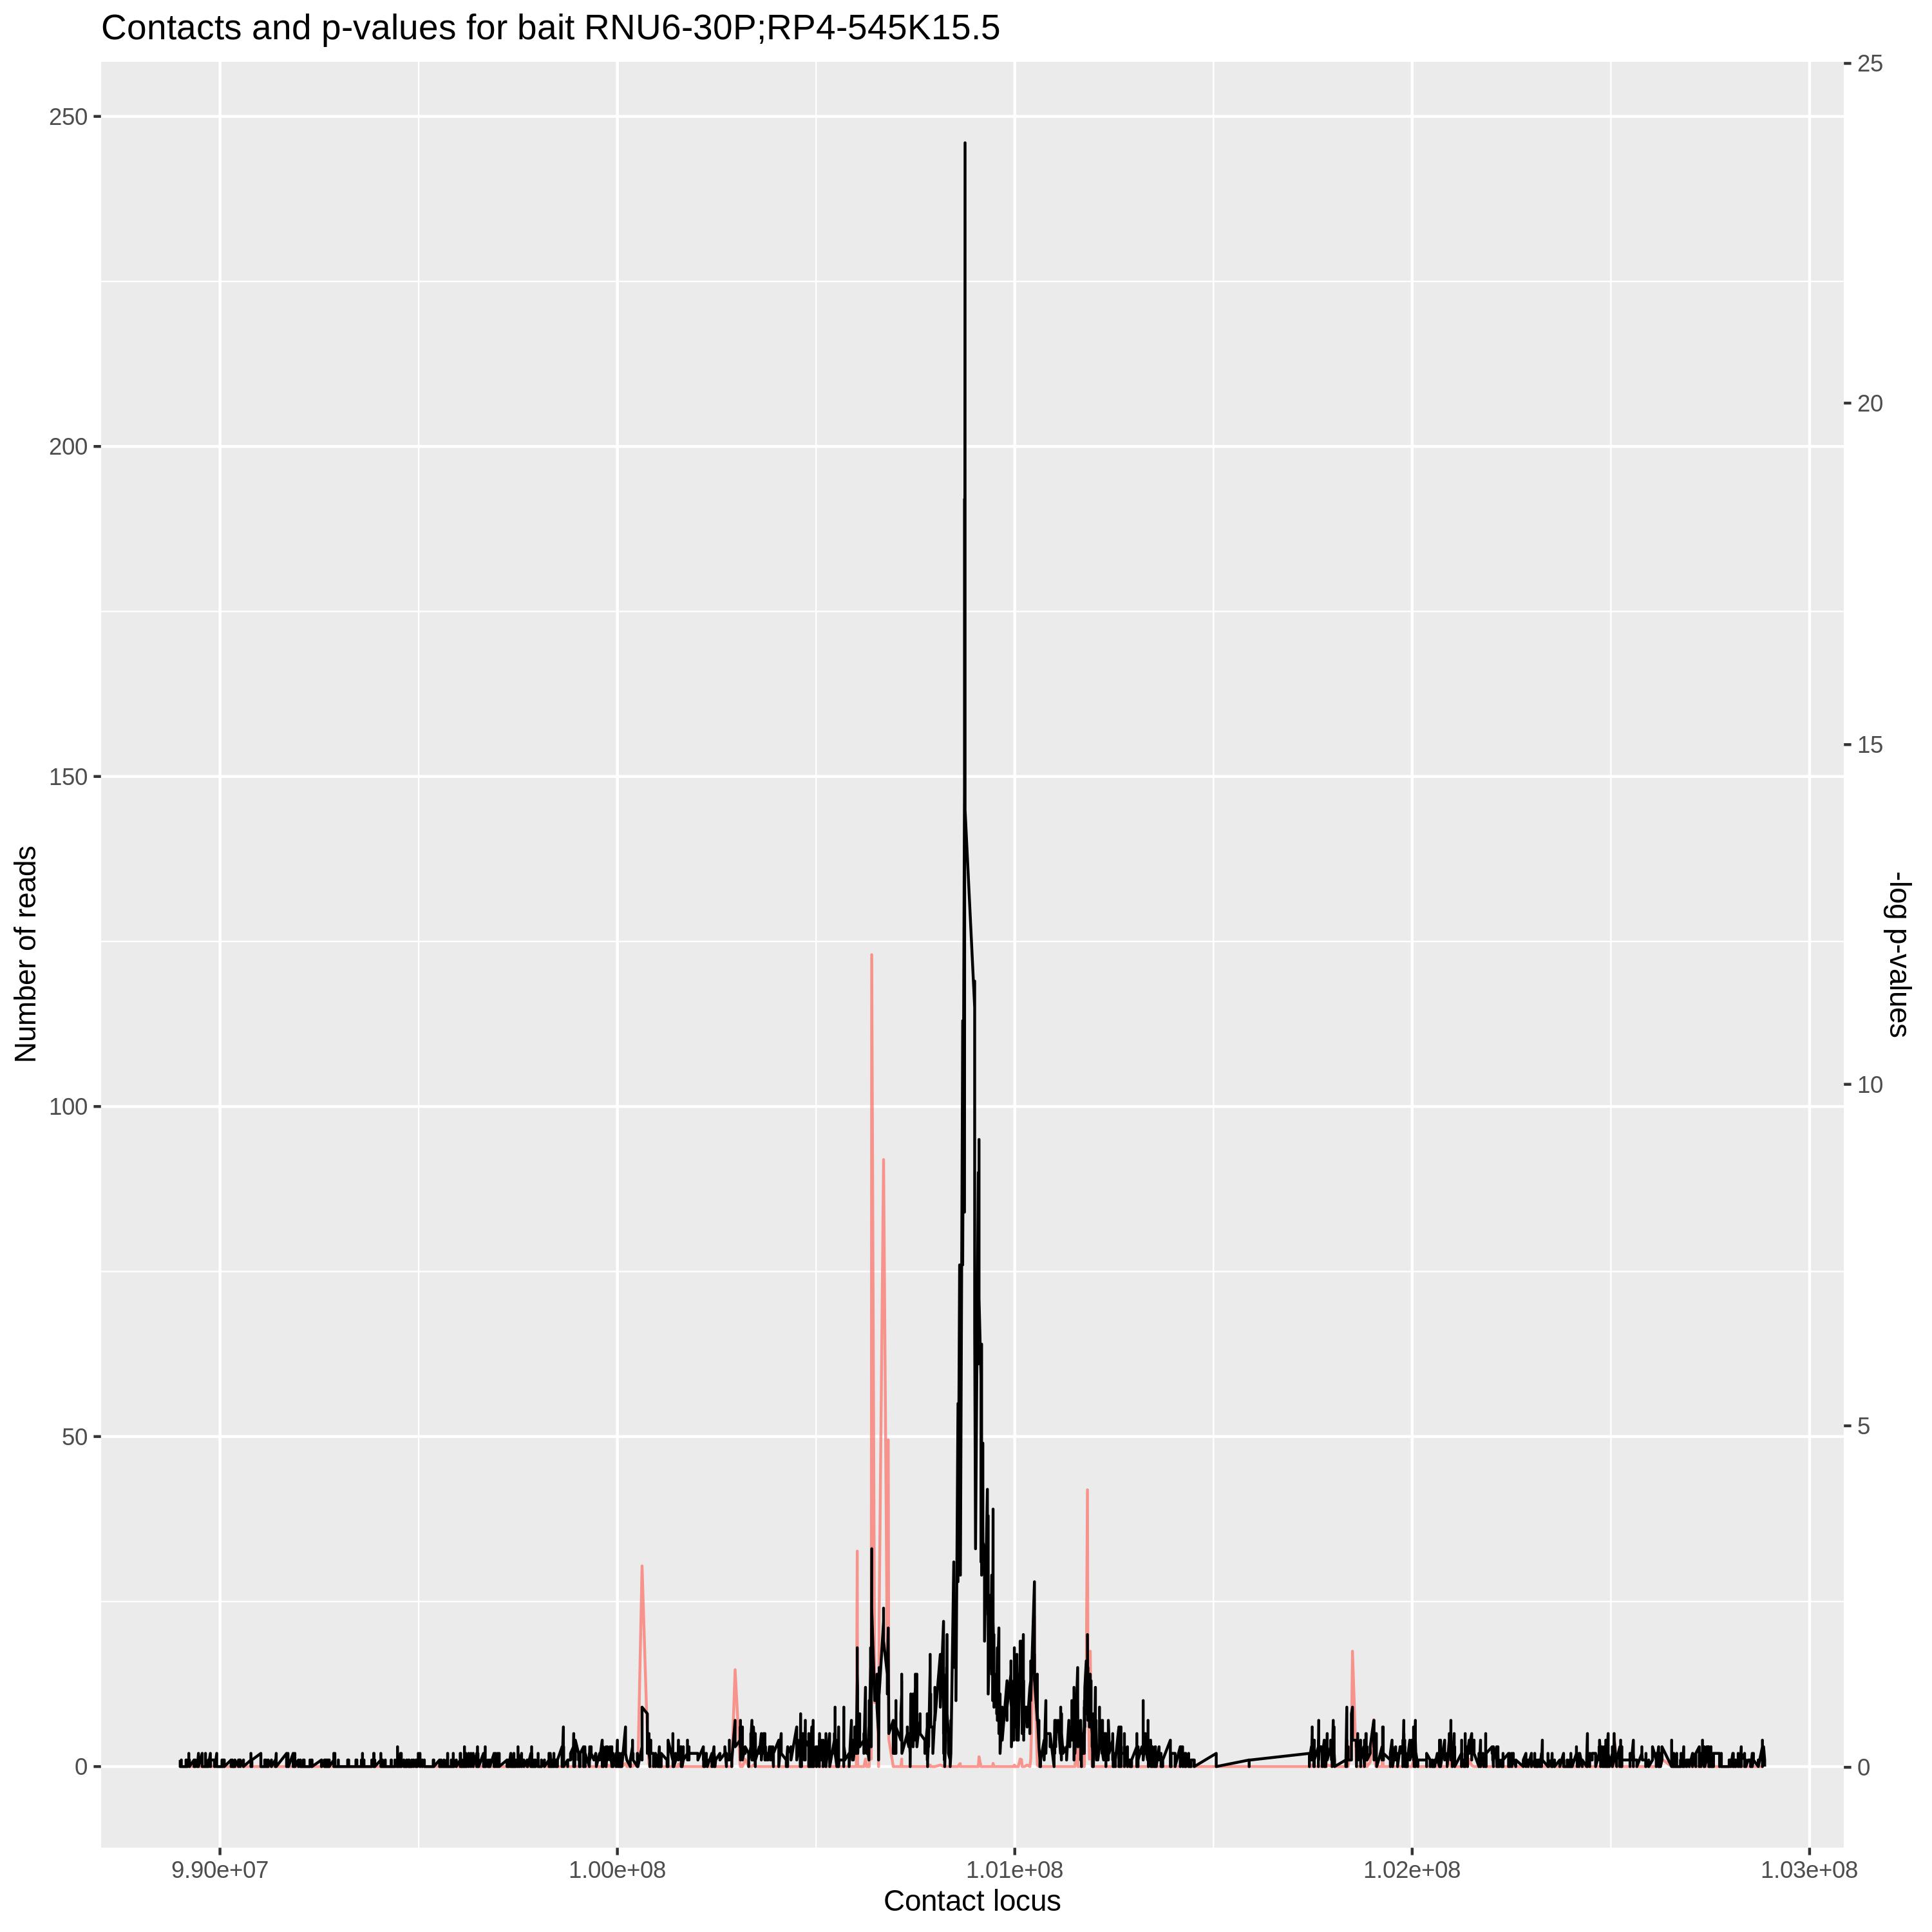 Contacts and p-values for bait RNU6-30P;RP4-545K15.5
250
200
150
100
50
0
Number of reads
25
20
15
10
5
0
-log p-values
9.90e+07
1.00e+08
1.01e+08
1.02e+08
1.03e+08
Contact locus